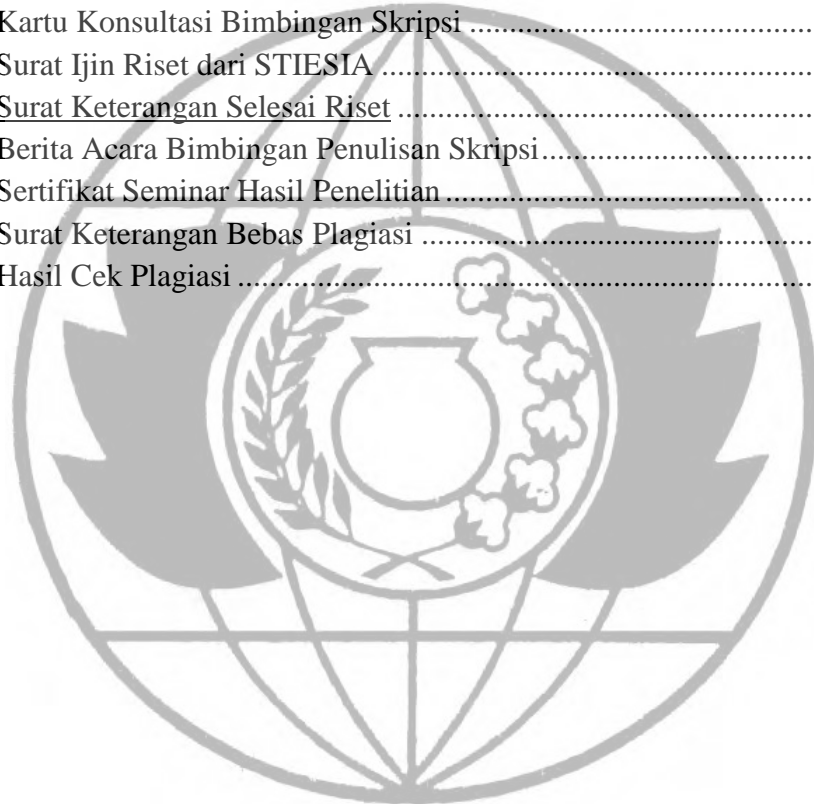 Kartu Konsultasi Bimbingan Skripsi ........................................
Surat Ijin Riset dari STIESIA ........................................
Surat Keterangan Selesai Riset ........................................
Berita Acara Bimbingan Penulisan Skripsi........................................
Sertifikat Seminar Hasil Penelitian ........................................
Surat Keterangan Bebas Plagiasi ........................................
Hasil Cek Plagiasi ........................................